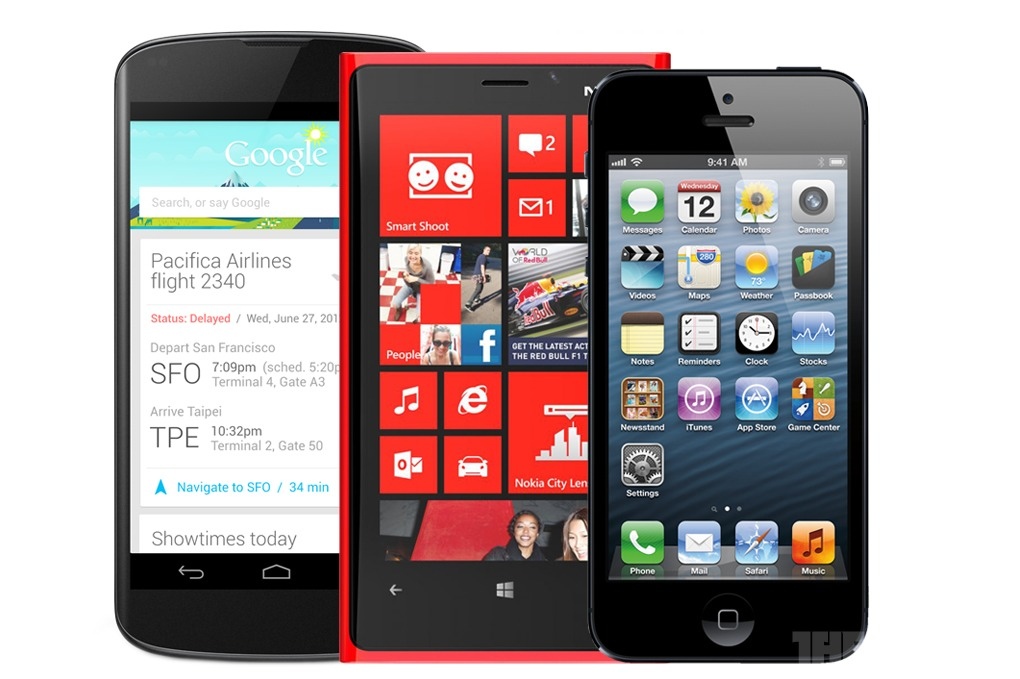 Google
Search, or say Google
Pacifica Airlines
flight 2340
Status: Delayed / Wed, June 27, 201
Depart San Francisco
SFO 7:09pm (sched. 5:20p
Terminal 4, Gate A3
Arrive Taipei
TPE 10:32pm
Terminal 2, Gate 50
Navigate to SFO / 34 min
Showtimes today
N
2
Smart Shoot
1
WORLD
OF Red Bull
People
f
GET THE LATEST ACT
THE RED BULL F1 T
Nokia City Len
9:41 AM
Messages
Wednesday
12
Calendar
Photos
Camera
Videos
280
Maps
73°
Weather
Passbook
Notes
Reminders
Clock
Stocks
Newsstand
iTunes
App Store
Game Center
Settings
Phone
Mail
Safari
Music
THE